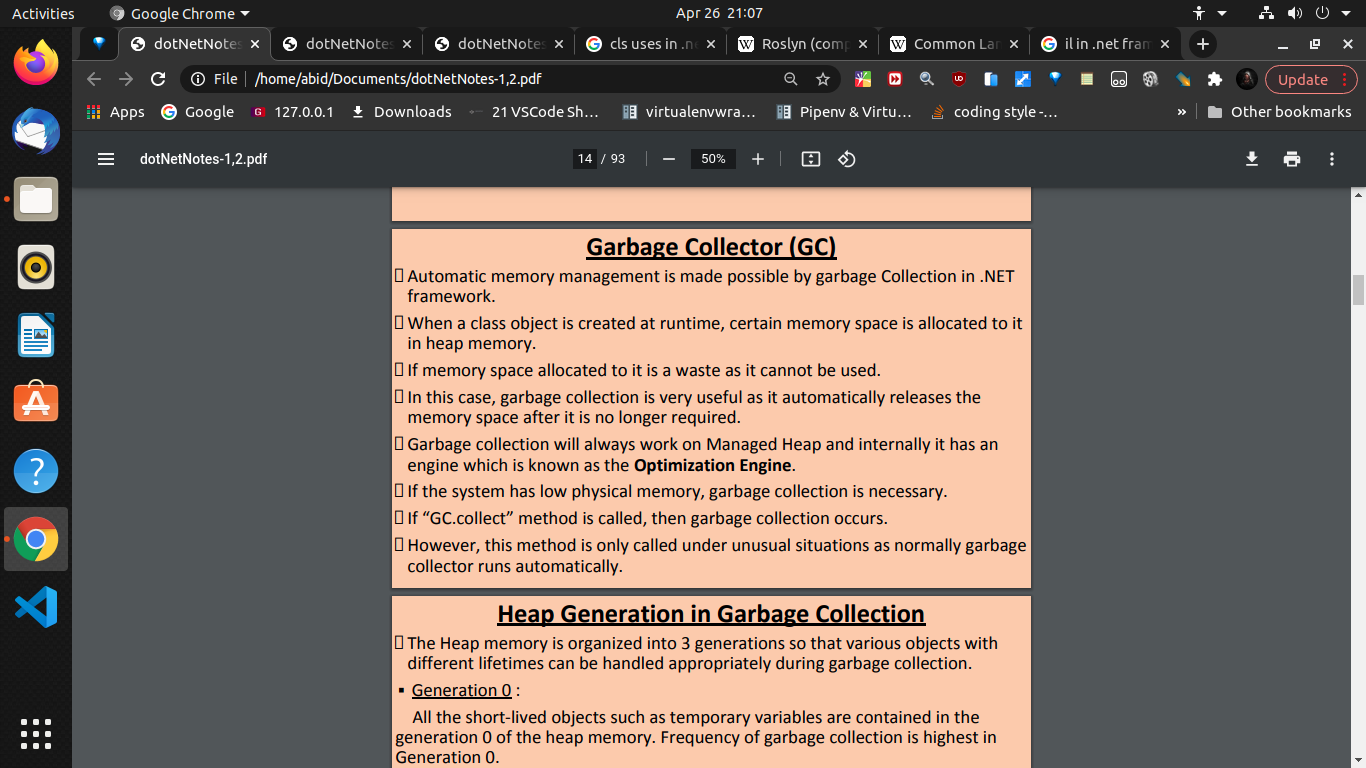 Activities
Google Chrome
Apr 26 21:07
dotNetNotes
dotNetNotes
dotNetNotes
cls uses in .ne
Roslyn (comp
Common Lan
il in .net fram
File
/home/abid/Documents/dotNetNotes-1,2.pdf
Update
Apps
Google
127.0.0.1
Downloads
21 VSCode Sh...
virtualenvwra...
Pipenv & Virtu...
coding style -...
»
Other bookmarks
dotNetNotes-1,2.pdf
14 / 93
50%
Garbage Collector (GC)
Automatic memory management is made possible by garbage Collection in .NET
framework.
When a class object is created at runtime, certain memory space is allocated to it
in heap memory.
If memory space allocated to it is a waste as it cannot be used.
In this case, garbage collection is very useful as it automatically releases the
memory space after it is no longer required.
Garbage collection will always work on Managed Heap and internally it has an
engine which is known as the Optimization Engine.
If the system has low physical memory, garbage collection is necessary.
If “GC.collect” method is called, then garbage collection occurs.
However, this method is only called under unusual situations as normally garbage
collector runs automatically.
Heap Generation in Garbage Collection
The Heap memory is organized into 3 generations so that various objects with
different lifetimes can be handled appropriately during garbage collection.
▪ Generation 0 :
All the short-lived objects such as temporary variables are contained in the
generation 0 of the heap memory. Frequency of garbage collection is highest in
Generation 0.